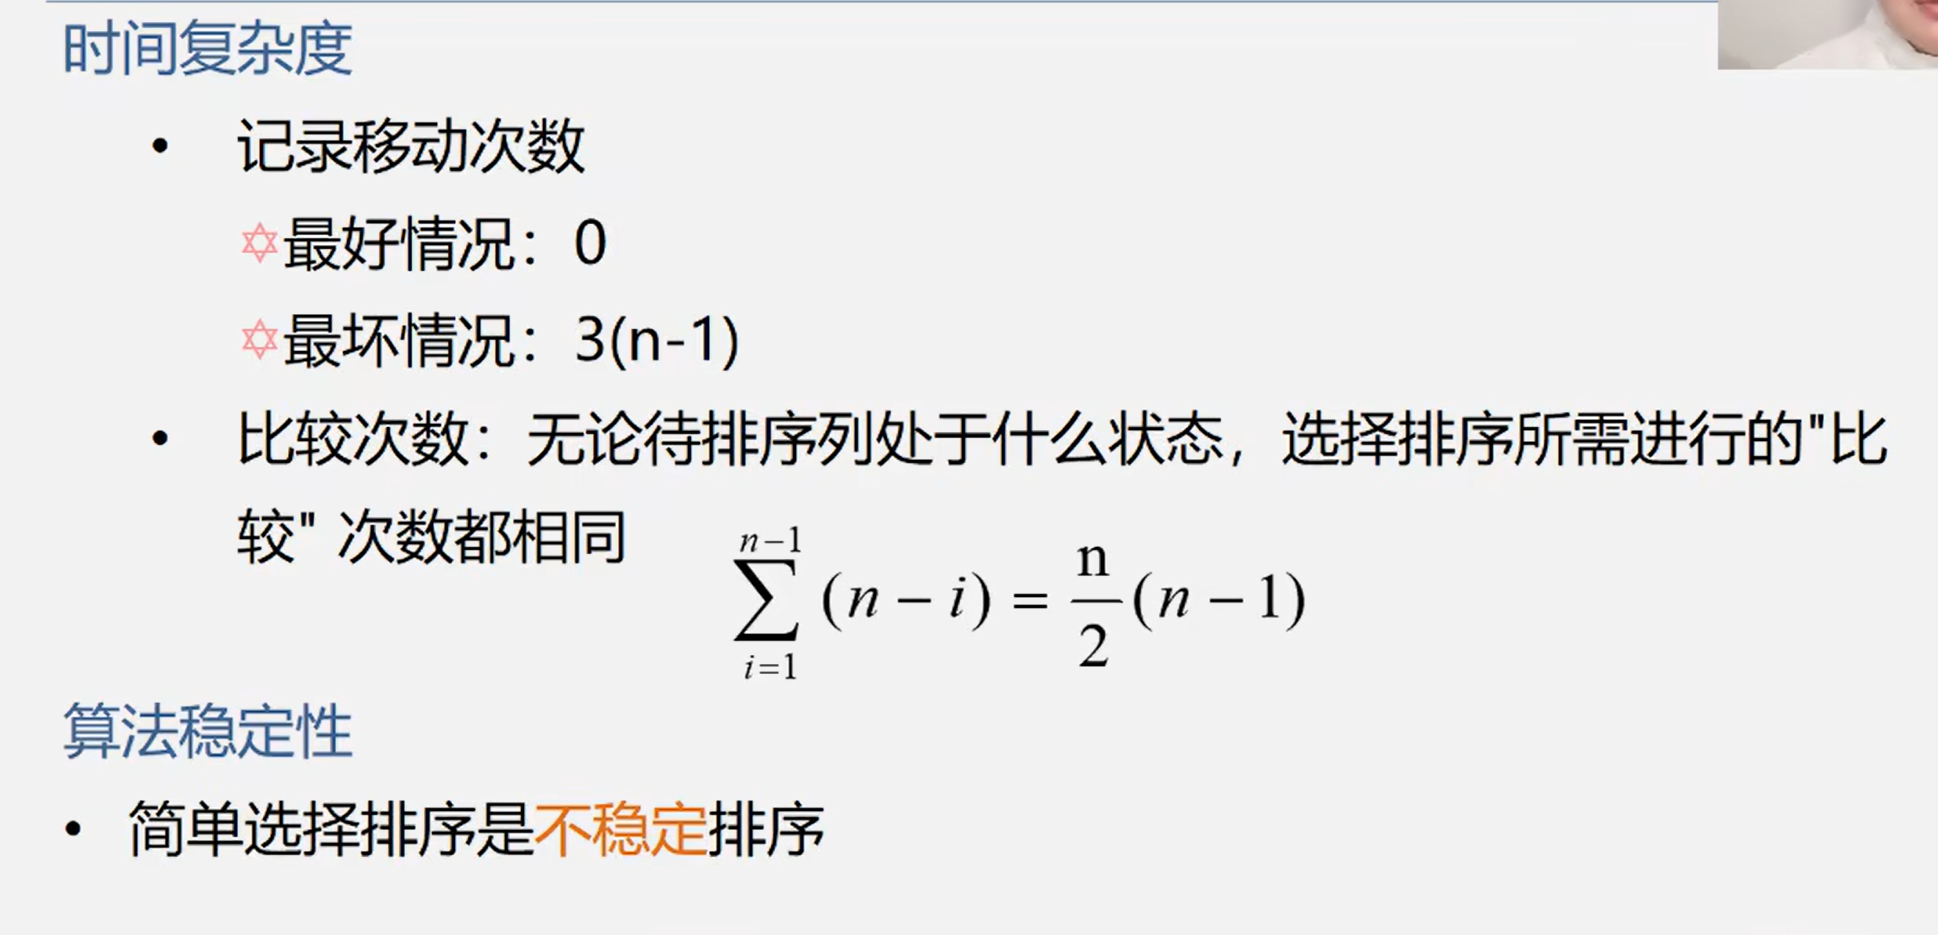 时间复杂度
• 记录移动次数
✡最好情况：0
✡最坏情况：3(n-1)
• 比较次数：无论待排序列处于什么状态，选择排序所需进行的"比
较" 次数都相同
\sum_{i=1}^{n-1} (n-i) = \frac{n}{2}(n-1)
算法稳定性
• 简单选择排序是不稳定排序